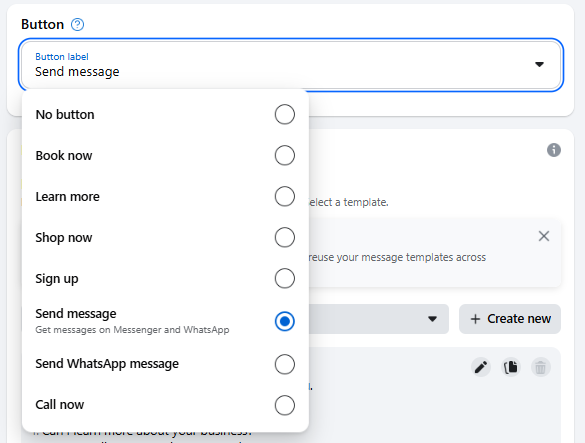 Button
Button label
Send message
No button
Book now
Learn more
Shop now
select a template.
Sign up
reuse your message templates across
Send message
Get messages on Messenger and WhatsApp
+ Create new
Send WhatsApp message
Call now
Can I learn more about your business?